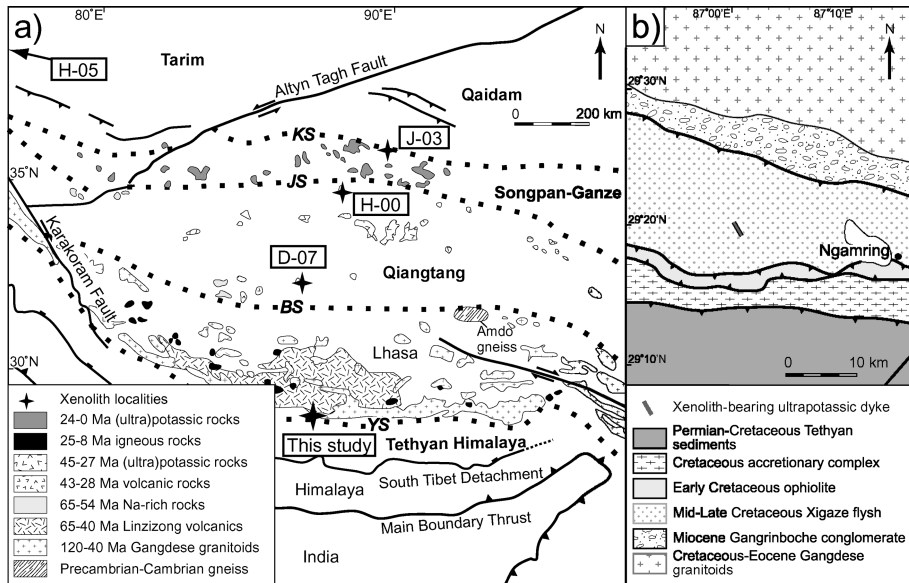 80°E
90°E
a)
H-05
Tarim
Altyn Tagh Fault
N
Qaidam
0 200 km
KS
J-03
35°N
JS
Songpan-Ganze
H-00
Karakoram Fault
D-07
Qiangtang
BS
Amdo
gneiss
Lhasa
30°N
YS
This study
Tethyan Himalaya
South Tibet Detachment
Himalaya
Main Boundary Thrust
India
Xenolith localities
24-0 Ma (ultra)potassic rocks
25-8 Ma igneous rocks
45-27 Ma (ultra)potassic rocks
43-28 Ma volcanic rocks
65-54 Ma Na-rich rocks
65-40 Ma Linzizong volcanics
120-40 Ma Gangdese granitoids
Precambrian-Cambrian gneiss
87°00'E
87°10'E
b)
N
29°30'N
29°20'N
Ngamring
29°10'N
0 10 km
Xenolith-bearing ultrapotassic dyke
Permian-Cretaceous Tethyan
sediments
Cretaceous accretionary complex
Early Cretaceous ophiolite
Mid-Late Cretaceous Xigaze flysh
Miocene Gangrinboche conglomerate
Cretaceous-Eocene Gangdese
granitoids